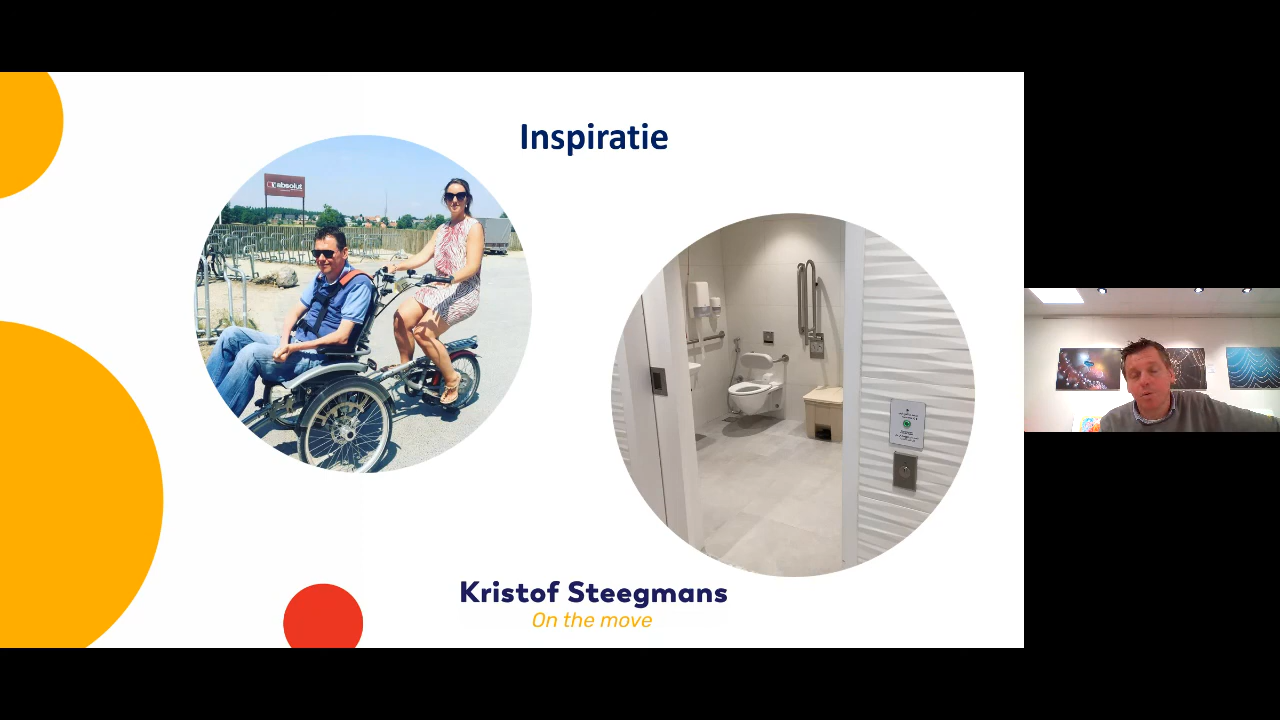 Inspiratie
absolut
Kristof Steegmans
On the move